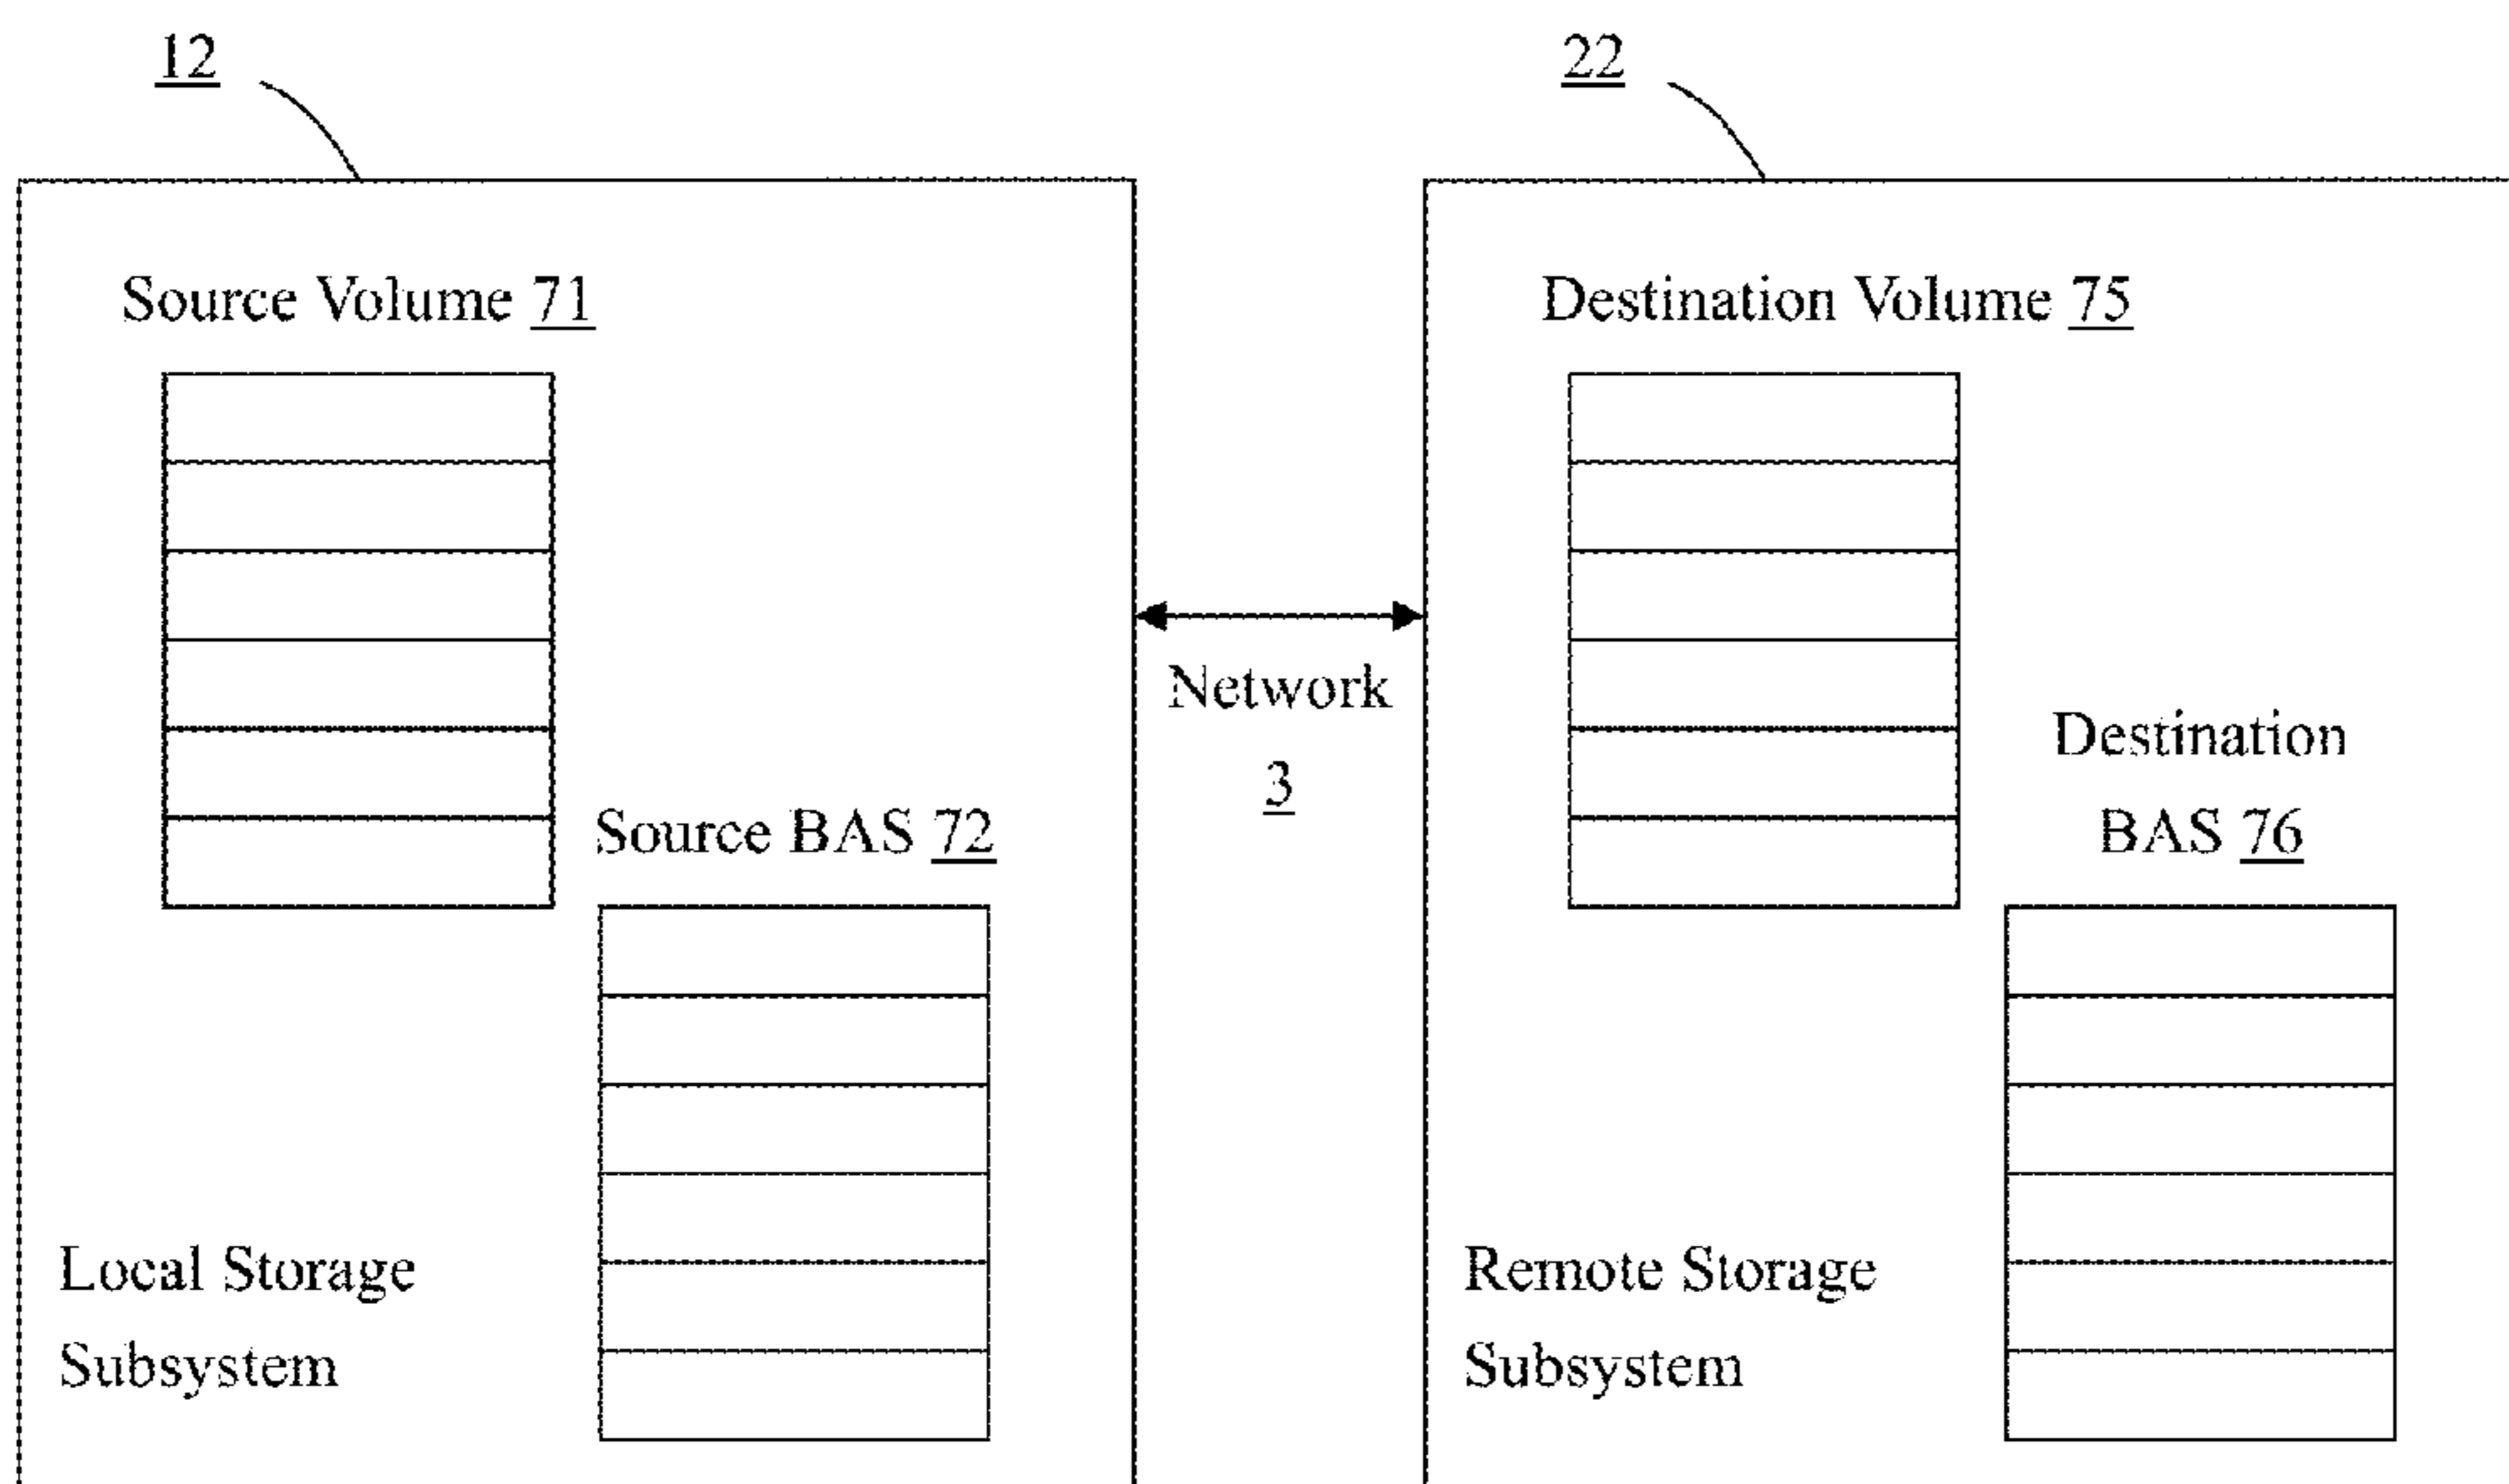 12
22
Source Volume 71
Destination Volume 75
Network
3
Source BAS 72
Destination
BAS 76
Local Storage
Subsystem
Remote Storage
Subsystem